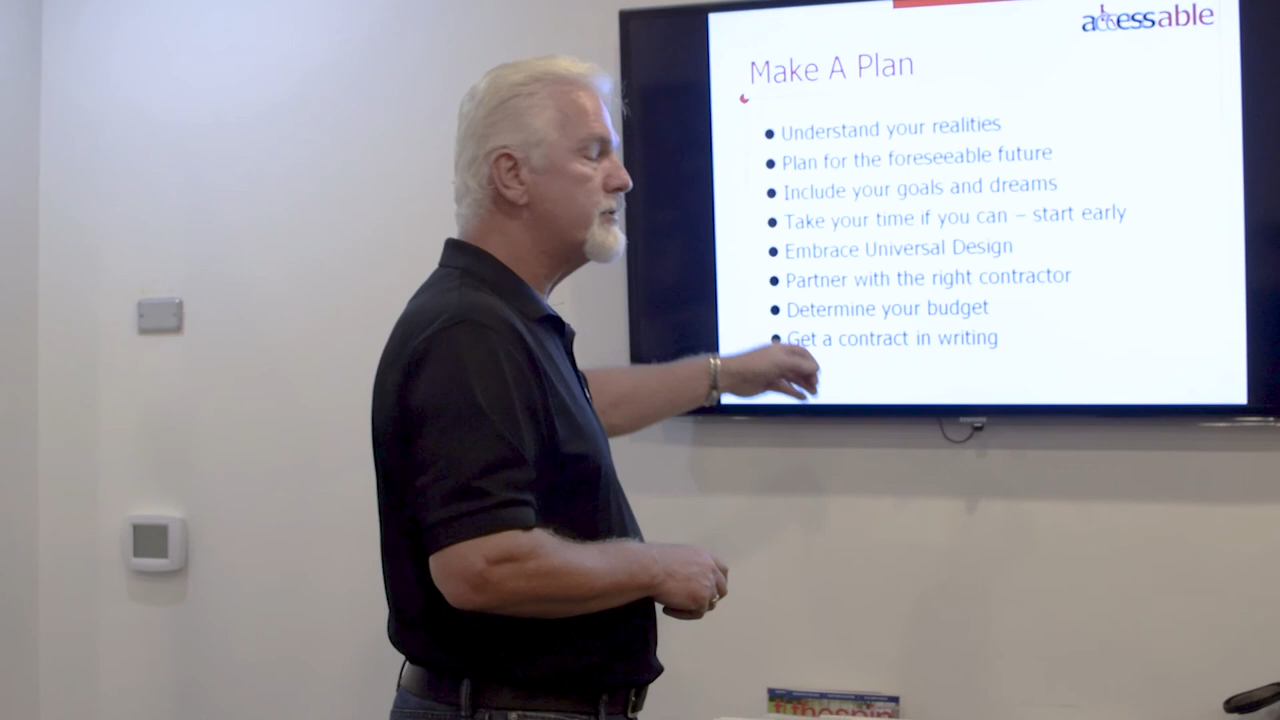 accessable
Make A Plan
Understand your realities
Plan for the foreseeable future
Include your goals and dreams
Take your time if you can – start early
Embrace Universal Design
Partner with the right contractor
Determine your budget
Get a contract in writing